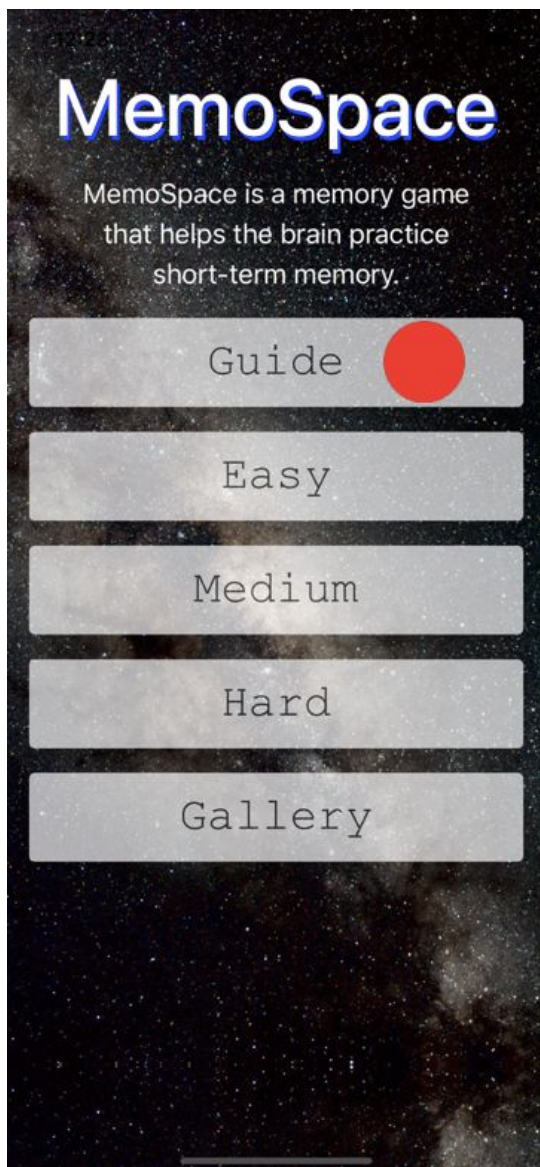 MemoSpace
MemoSpace is a memory game
that helps the brain practice
short-term memory.
Guide
Easy
Medium
Hard
Gallery